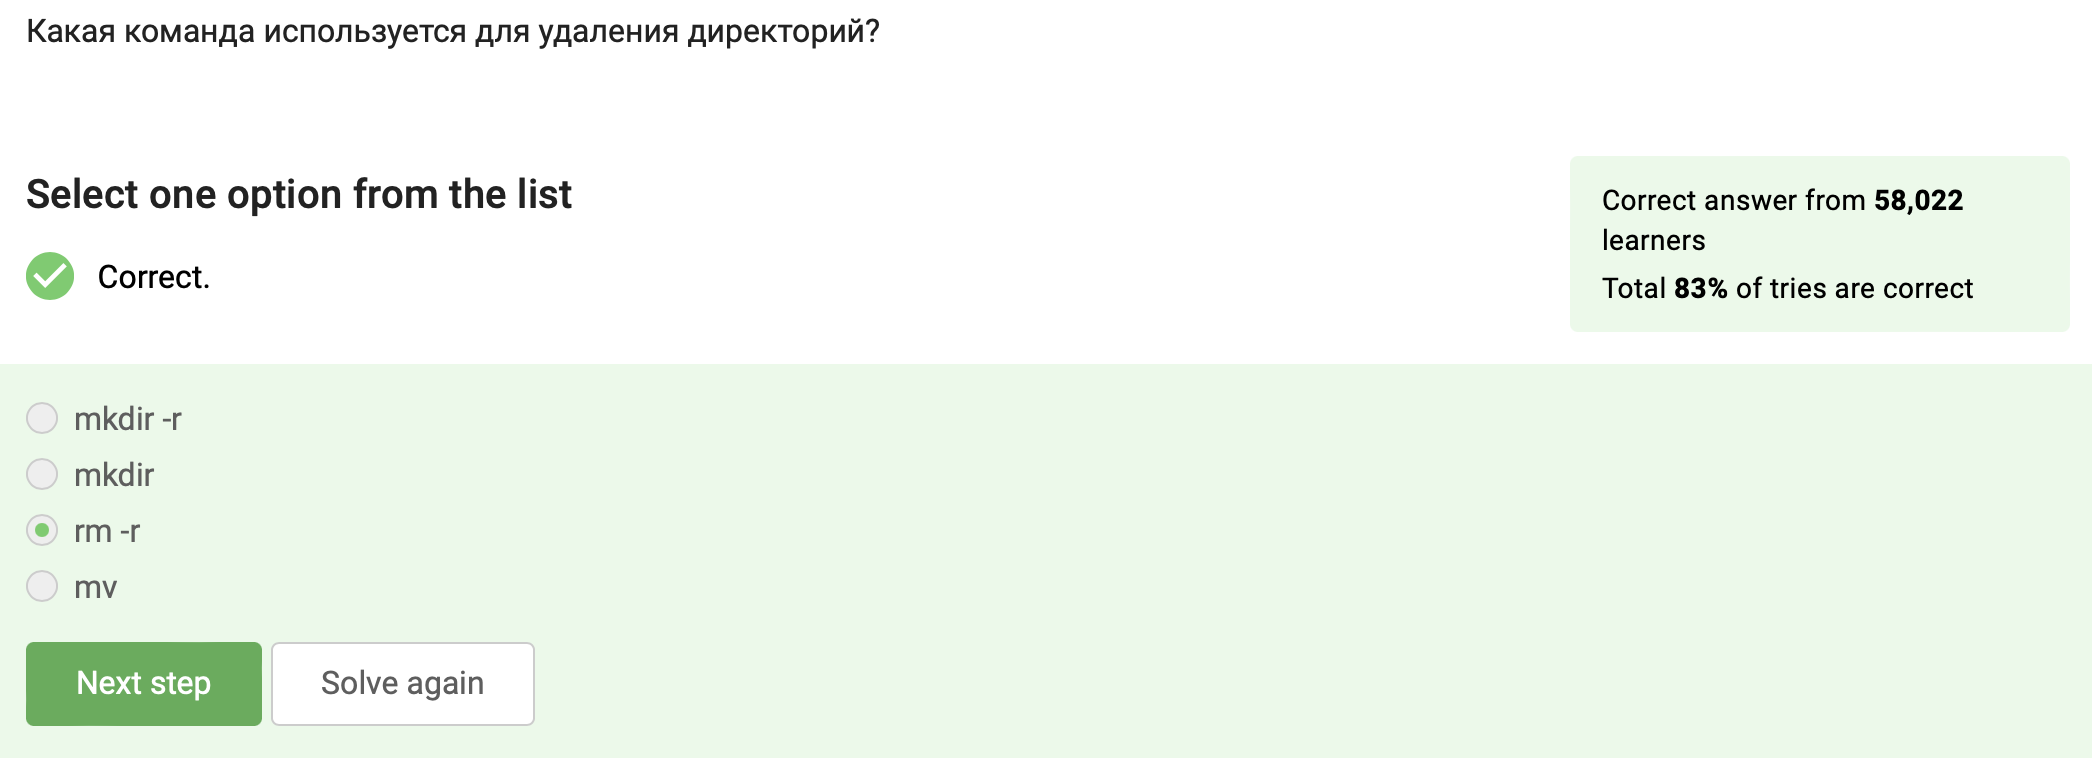 Какая команда используется для удаления директорий?
Select one option from the list
Correct.
Correct answer from 58,022
learners
Total 83% of tries are correct
mkdir -r
mkdir
rm -r
mv
Next step
Solve again